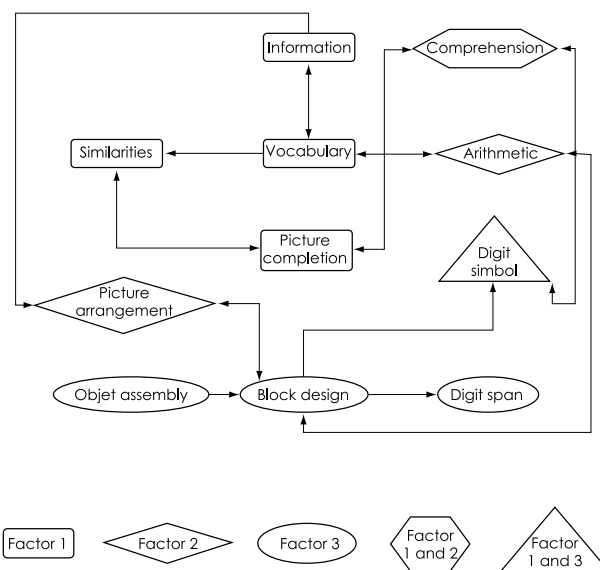 Information
Comprehension
Similarities
Vocabulary
Arithmetic
Picture
completion
Digit
simbol
Picture
arrangement
Objet assembly
Block design
Digit span
Factor 1
Factor 2
Factor 3
Factor
1 and 2
Factor
1 and 3